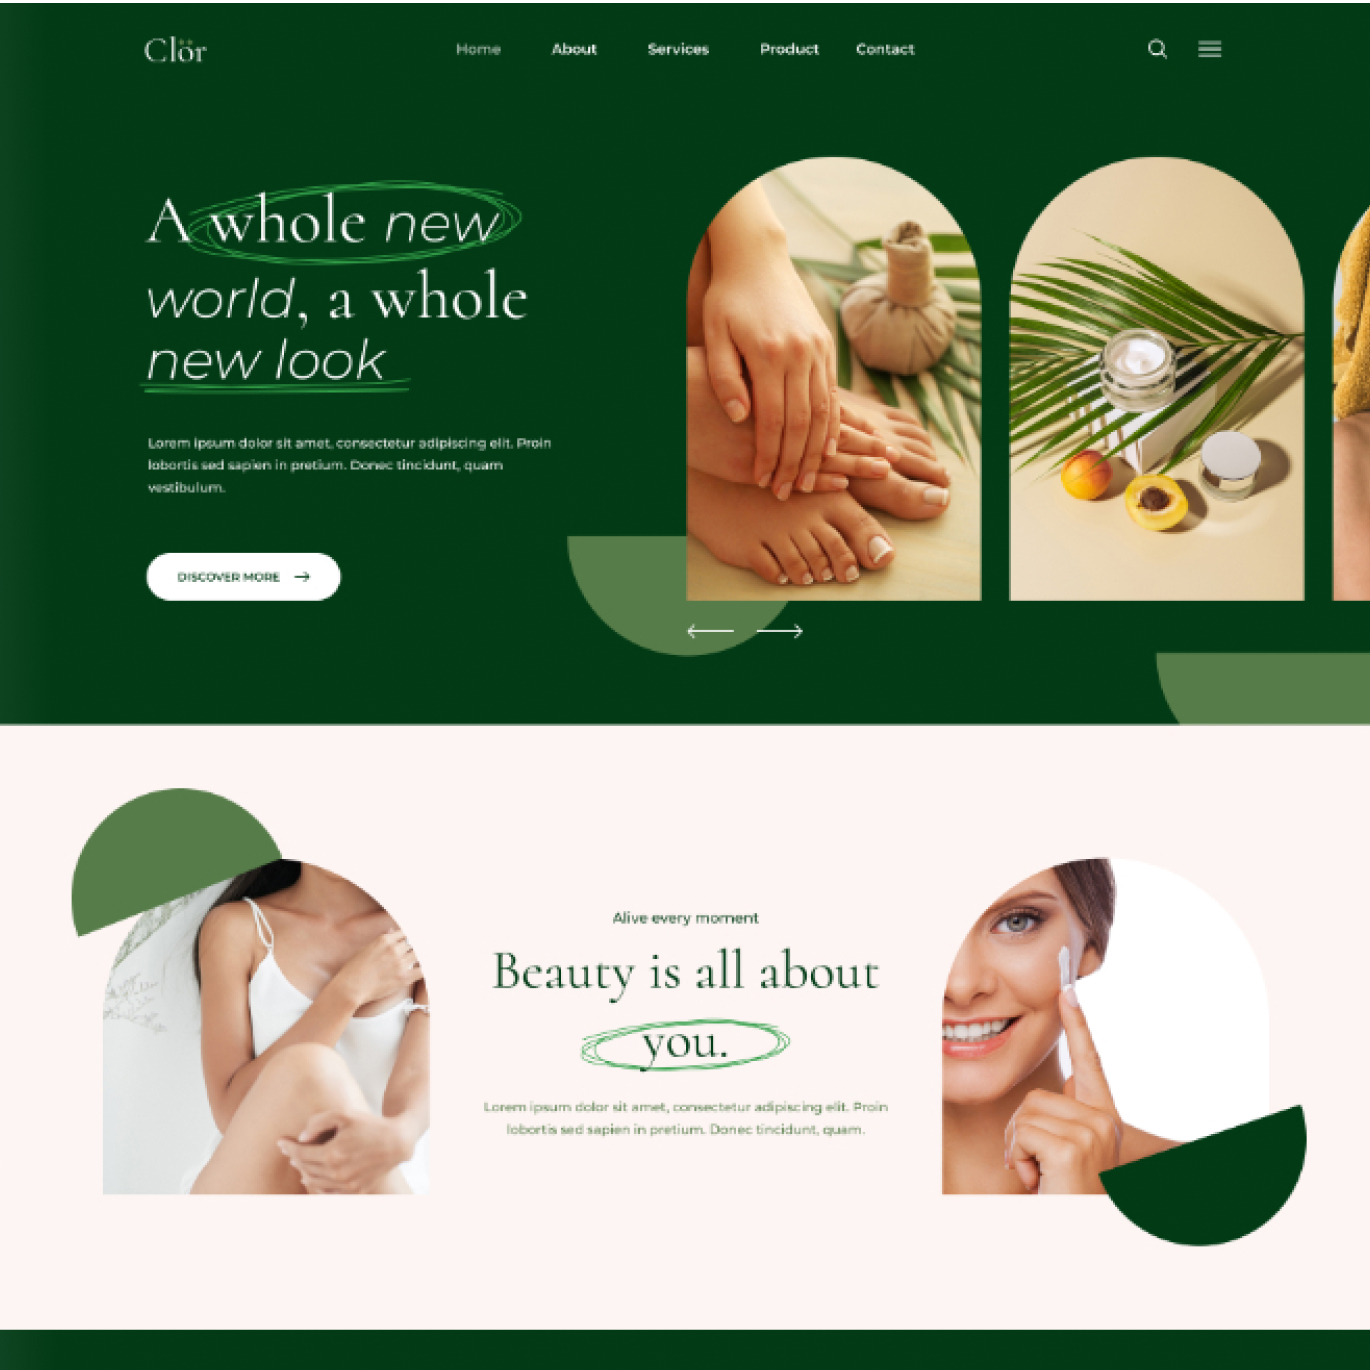 Clör
Home About Services Product Contact
A whole new
world, a whole
new look
Lorem ipsum dolor sit amet, consectetur adipiscing elit. Proin
lobortis sed sapien in pretium. Donec tincidunt, quam
vestibulum.
DISCOVER MORE
Alive every moment
Beauty is all about
you.
Lorem ipsum dolor sit amet, consectetur adipiscing elit. Proin
lobortis sed sapien in pretium. Donec tincidunt, quam.